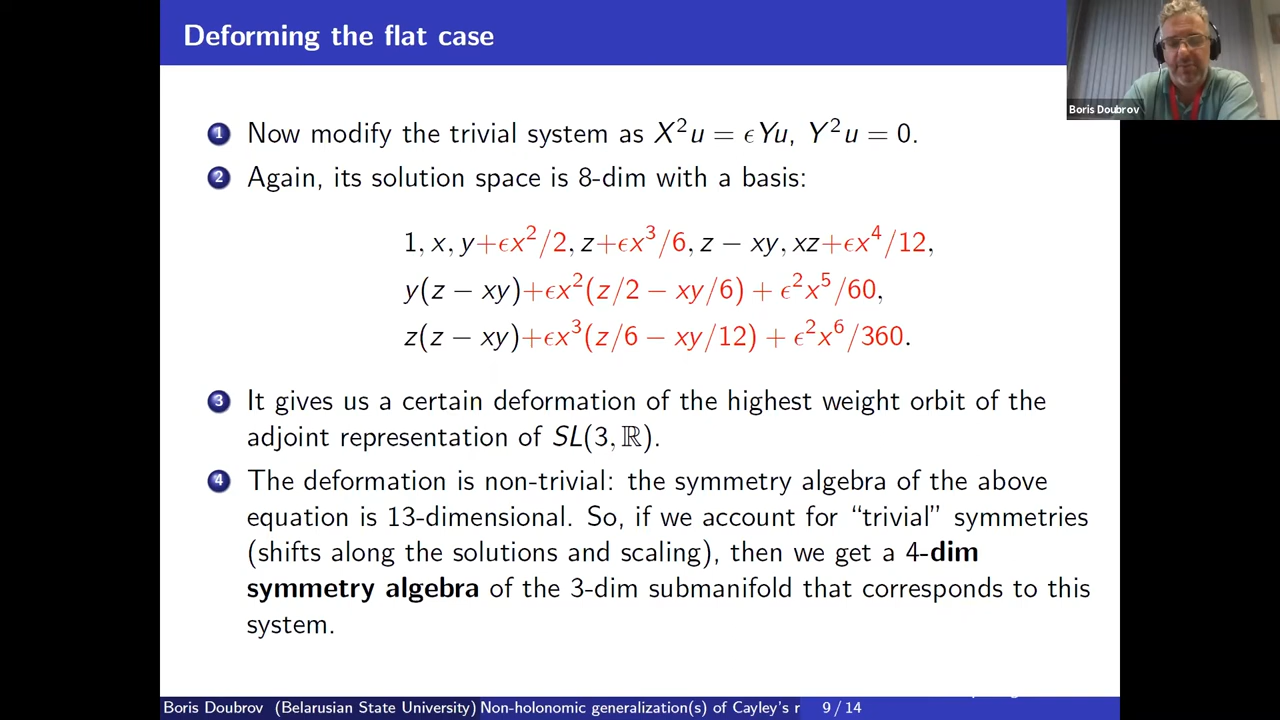 Deforming the flat case
Boris Doubrov
1 Now modify the trivial system as X²u = ϵYu, Y²u = 0.
2 Again, its solution space is 8-dim with a basis:
1, x, y+ϵx²/2, z+ϵx³/6, z − xy, xz+ϵx⁴/12,
y(z − xy)+ϵx²(z/2 − xy/6) + ϵ²x⁵/60,
z(z − xy)+ϵx³(z/6 − xy/12) + ϵ²x⁶/360.
3 It gives us a certain deformation of the highest weight orbit of the
adjoint representation of SL(3, ℝ).
4 The deformation is non-trivial: the symmetry algebra of the above
equation is 13-dimensional. So, if we account for “trivial” symmetries
(shifts along the solutions and scaling), then we get a 4-dim
symmetry algebra of the 3-dim submanifold that corresponds to this
system.
Boris Doubrov (Belarusian State University) Non-holonomic generalization(s) of Cayley's r 9 / 14